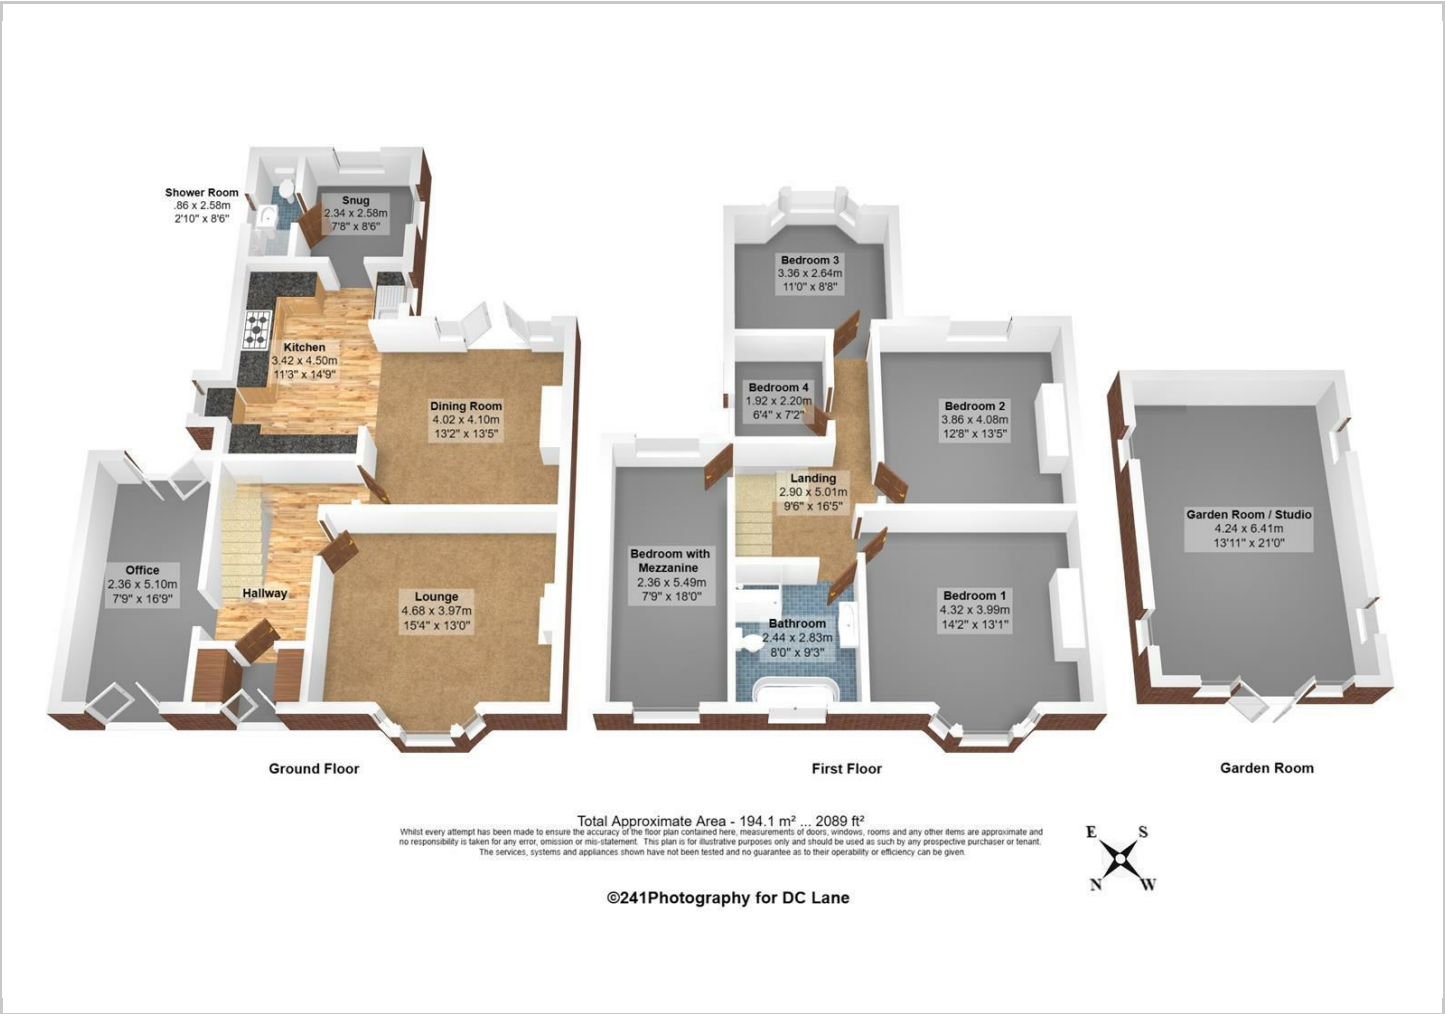 Shower Room
.86 x 2.58m
2'10" x 8'6"
Snug
2.34 x 2.58m
7'8" x 8'6"
Kitchen
3.42 x 4.50m
11'3" x 14'9"
Dining Room
4.02 x 4.10m
13'2" x 13'5"
Office
2.36 x 5.10m
7'9" x 16'9"
Hallway
Lounge
4.68 x 3.97m
15'4" x 13'0"
Ground Floor
Bedroom 3
3.36 x 2.64m
11'0" x 8'8"
Bedroom 4
1.92 x 2.20m
6'4" x 7'2"
Bedroom 2
3.86 x 4.08m
12'8" x 13'5"
Landing
2.90 x 5.01m
9'6" x 16'5"
Bedroom with
Mezzanine
2.36 x 5.49m
7'9" x 18'0"
Bathroom
2.44 x 2.83m
8'0" x 9'3"
Bedroom 1
4.32 x 3.99m
14'2" x 13'1"
First Floor
Garden Room / Studio
4.24 x 6.41m
13'11" x 21'0"
Garden Room
Total Approximate Area - 194.1 m² ... 2089 ft²
Whilst every attempt has been made to ensure the accuracy of the floor plan contained here, measurements of doors, windows, rooms and any other items are approximate and
no responsibility is taken for any error, omission or mis-statement. This plan is for illustrative purposes only and should be used as such by any prospective purchaser or tenant.
The services, systems and appliances shown have not been tested and no guarantee as to their operability or efficiency can be given.
©241Photography for DC Lane
E S
N W